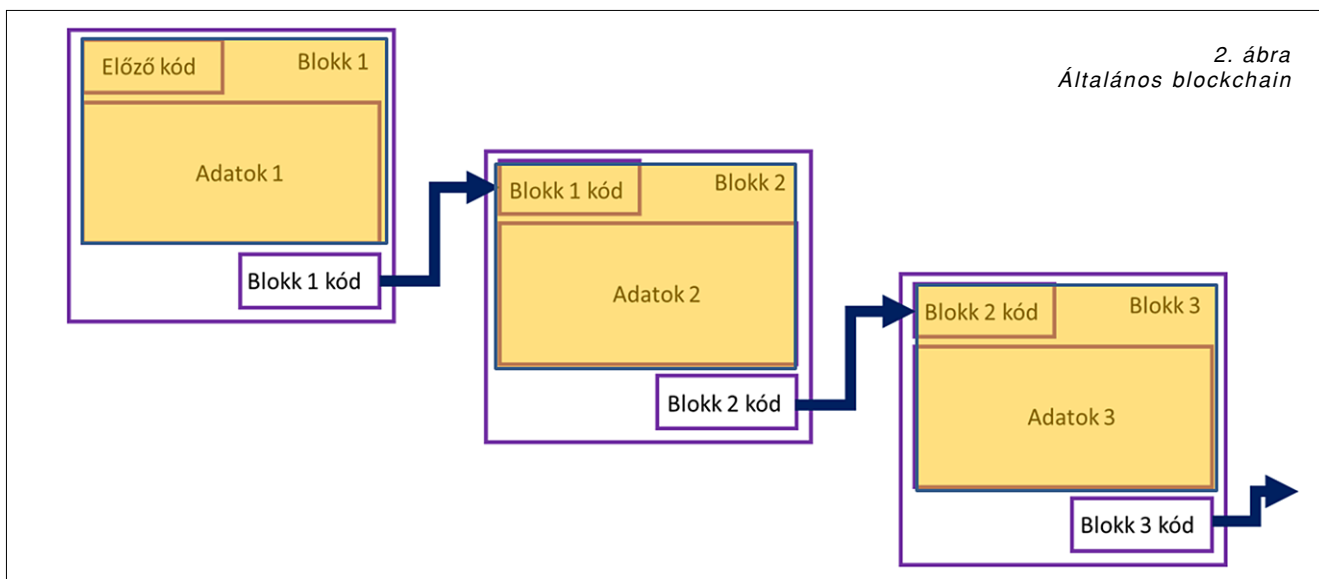 2. ábra
Általános blockchain
Előző kód
Blokk 1
Adatok 1
Blokk 1 kód
Blokk 1 kód
Blokk 2
Adatok 2
Blokk 2 kód
Blokk 2 kód
Blokk 3
Adatok 3
Blokk 3 kód